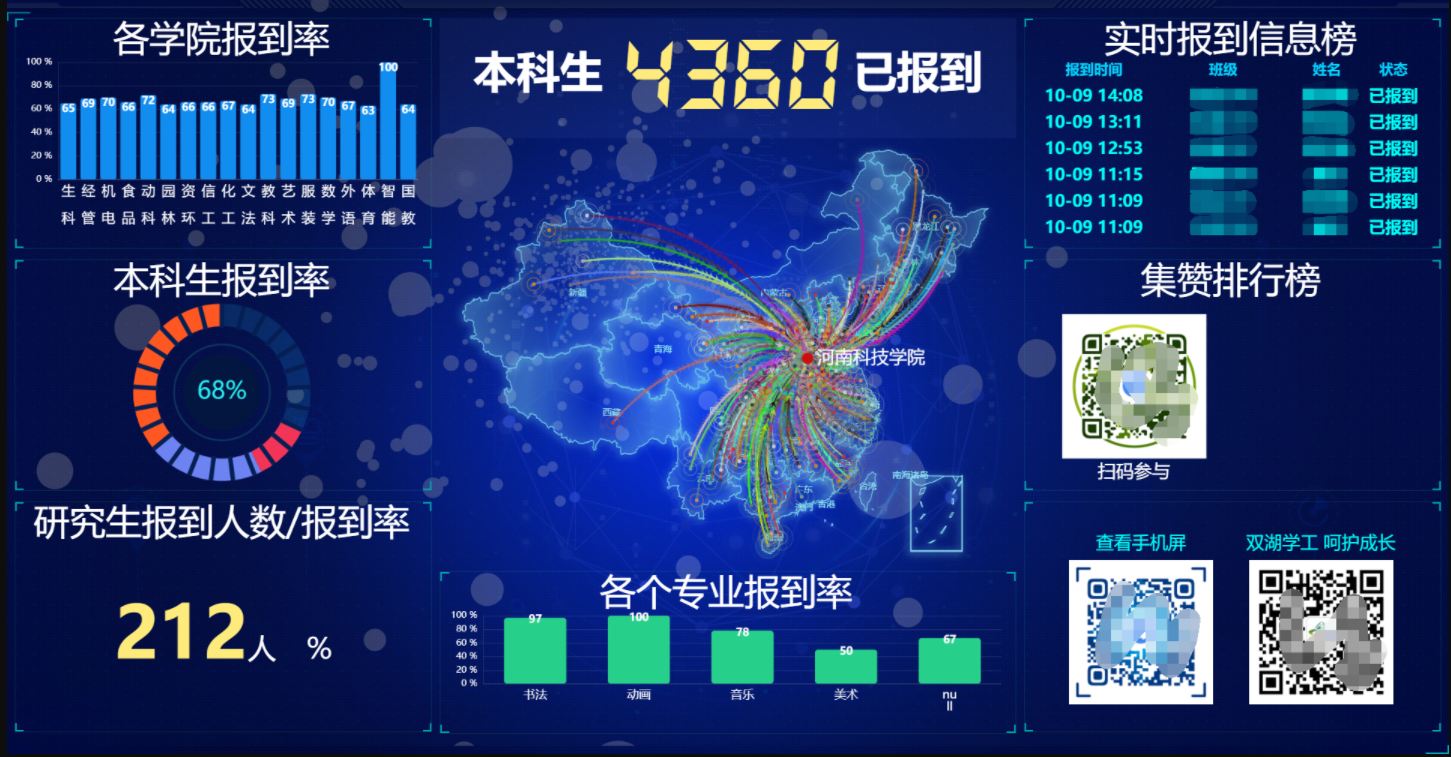 各学院报到率
100 %
80 %
60 %
40 %
20 %
0 %
65 69 70 66 72 64 66 66 67 64 73 69 73 70 67 63 100 64
生科 经管 机电 食品 动科 园林 资环 信工 化工 文法 教科 艺术 服装 数学 外语 体育 智能 国教
本科生报到率
68%
研究生报到人数/报到率
212人 %
本科生 4360 已报到
黑龙江
内蒙古
新疆
青海
西藏
河南科技学院
南海诸岛
台湾
广东
香港
各个专业报到率
100 %
80 %
60 %
40 %
20 %
0 %
97 100 78 50 67
书法 动画 音乐 美术 null
实时报到信息榜
报到时间 班级 姓名 状态
10-09 14:08 已报到
10-09 13:11 已报到
10-09 12:53 已报到
10-09 11:15 已报到
10-09 11:09 已报到
10-09 11:09 已报到
集赞排行榜
扫码参与
查看手机屏
双湖学工 呵护成长